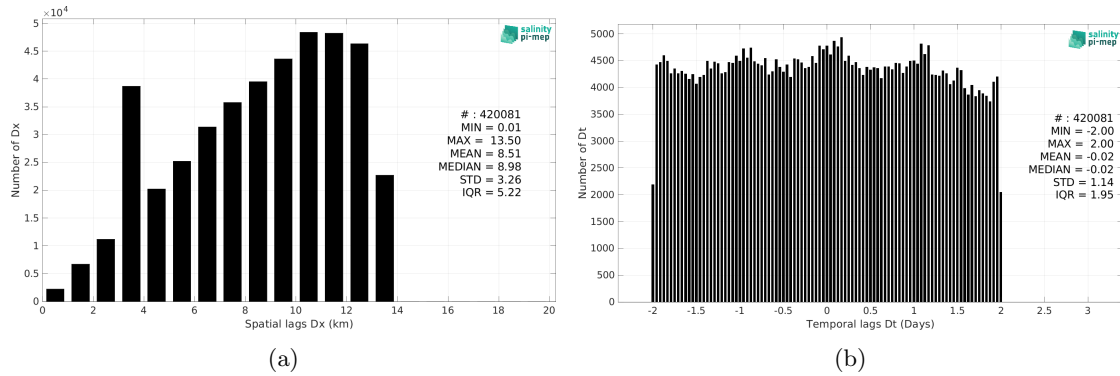 ×10⁴
5
4.5
4
3.5
3
2.5
2
1.5
1
0.5
0
Number of Dx
0 2 4 6 8 10 12 14 16 18 20
Spatial lags Dx (km)
salinity
pi-mep
# : 420081
MIN = 0.01
MAX = 13.50
MEAN = 8.51
MEDIAN = 8.98
STD = 3.26
IQR = 5.22
(a)
5000
4500
4000
3500
3000
2500
2000
1500
1000
500
0
Number of Dt
-2 -1.5 -1 -0.5 0 0.5 1 1.5 2 2.5 3
Temporal lags Dt (Days)
salinity
pi-mep
# : 420081
MIN = -2.00
MAX = 2.00
MEAN = -0.02
MEDIAN = -0.02
STD = 1.14
IQR = 1.95
(b)